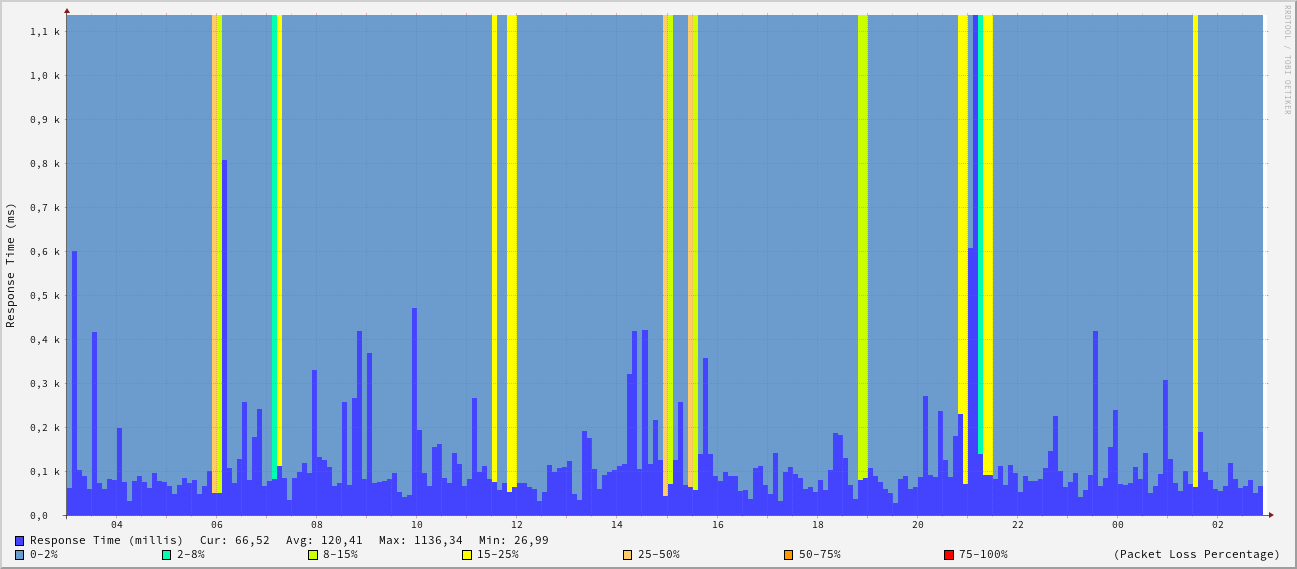 RRDTOOL / TOBI OETIKER
Response Time (ms)
1,1 k
1,0 k
0,9 k
0,8 k
0,7 k
0,6 k
0,5 k
0,4 k
0,3 k
0,2 k
0,1 k
0,0
04 06 08 10 12 14 16 18 20 22 00 02
Response Time (millis) Cur: 66,52 Avg: 120,41 Max: 1136,34 Min: 26,99
0-2% 2-8% 8-15% 15-25% 25-50% 50-75% 75-100% (Packet Loss Percentage)